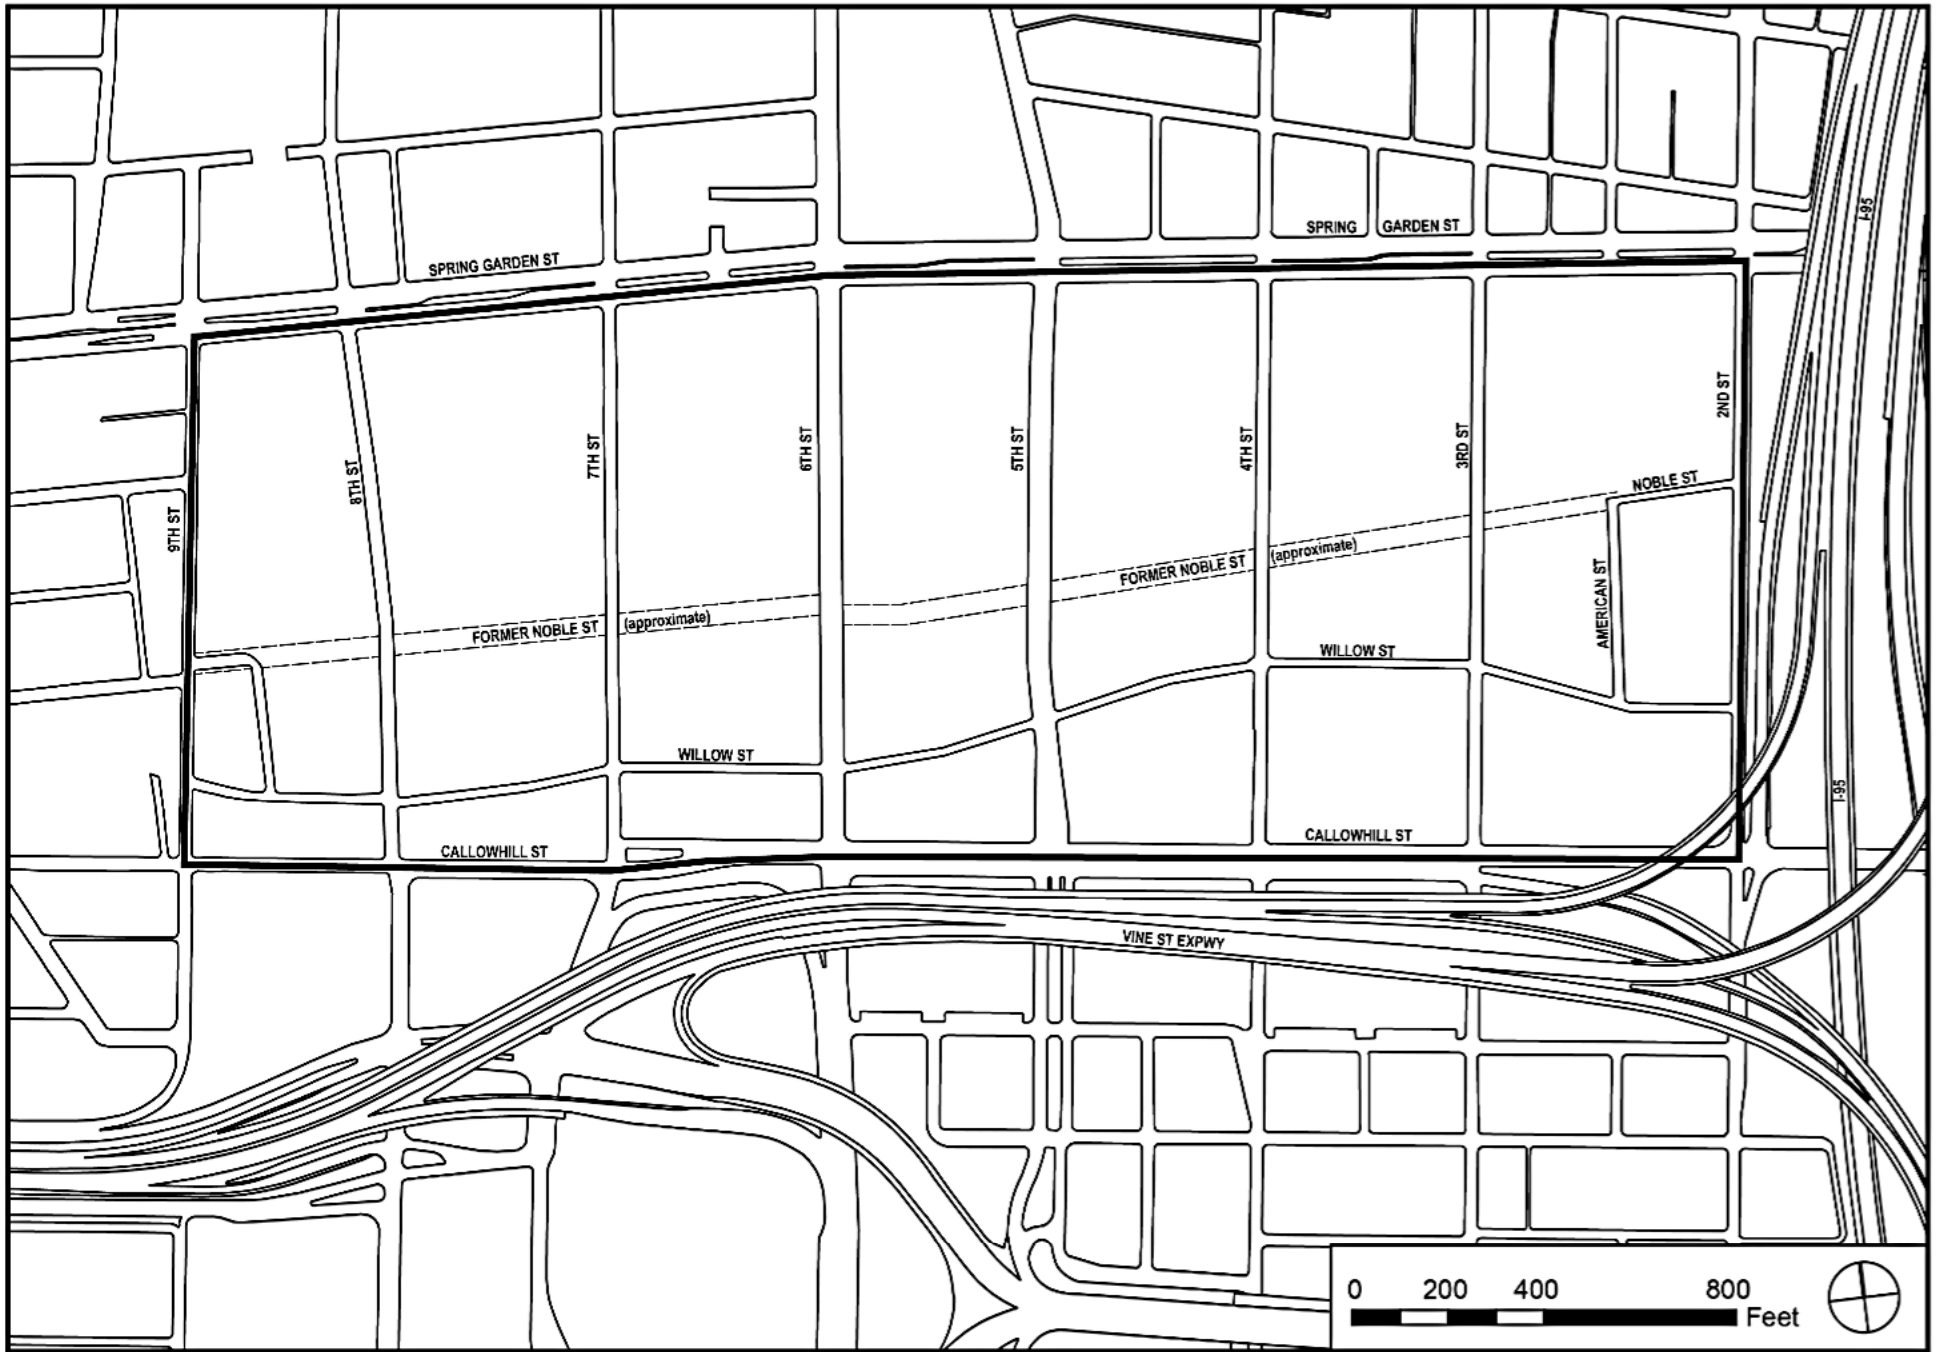 I-95
SPRING GARDEN ST
SPRING GARDEN ST
2ND ST
3RD ST
4TH ST
5TH ST
6TH ST
7TH ST
8TH ST
9TH ST
NOBLE ST
FORMER NOBLE ST (approximate)
AMERICAN ST
FORMER NOBLE ST (approximate)
WILLOW ST
WILLOW ST
I-95
CALLOWHILL ST
CALLOWHILL ST
VINE ST EXPWY
0 200 400 800
Feet